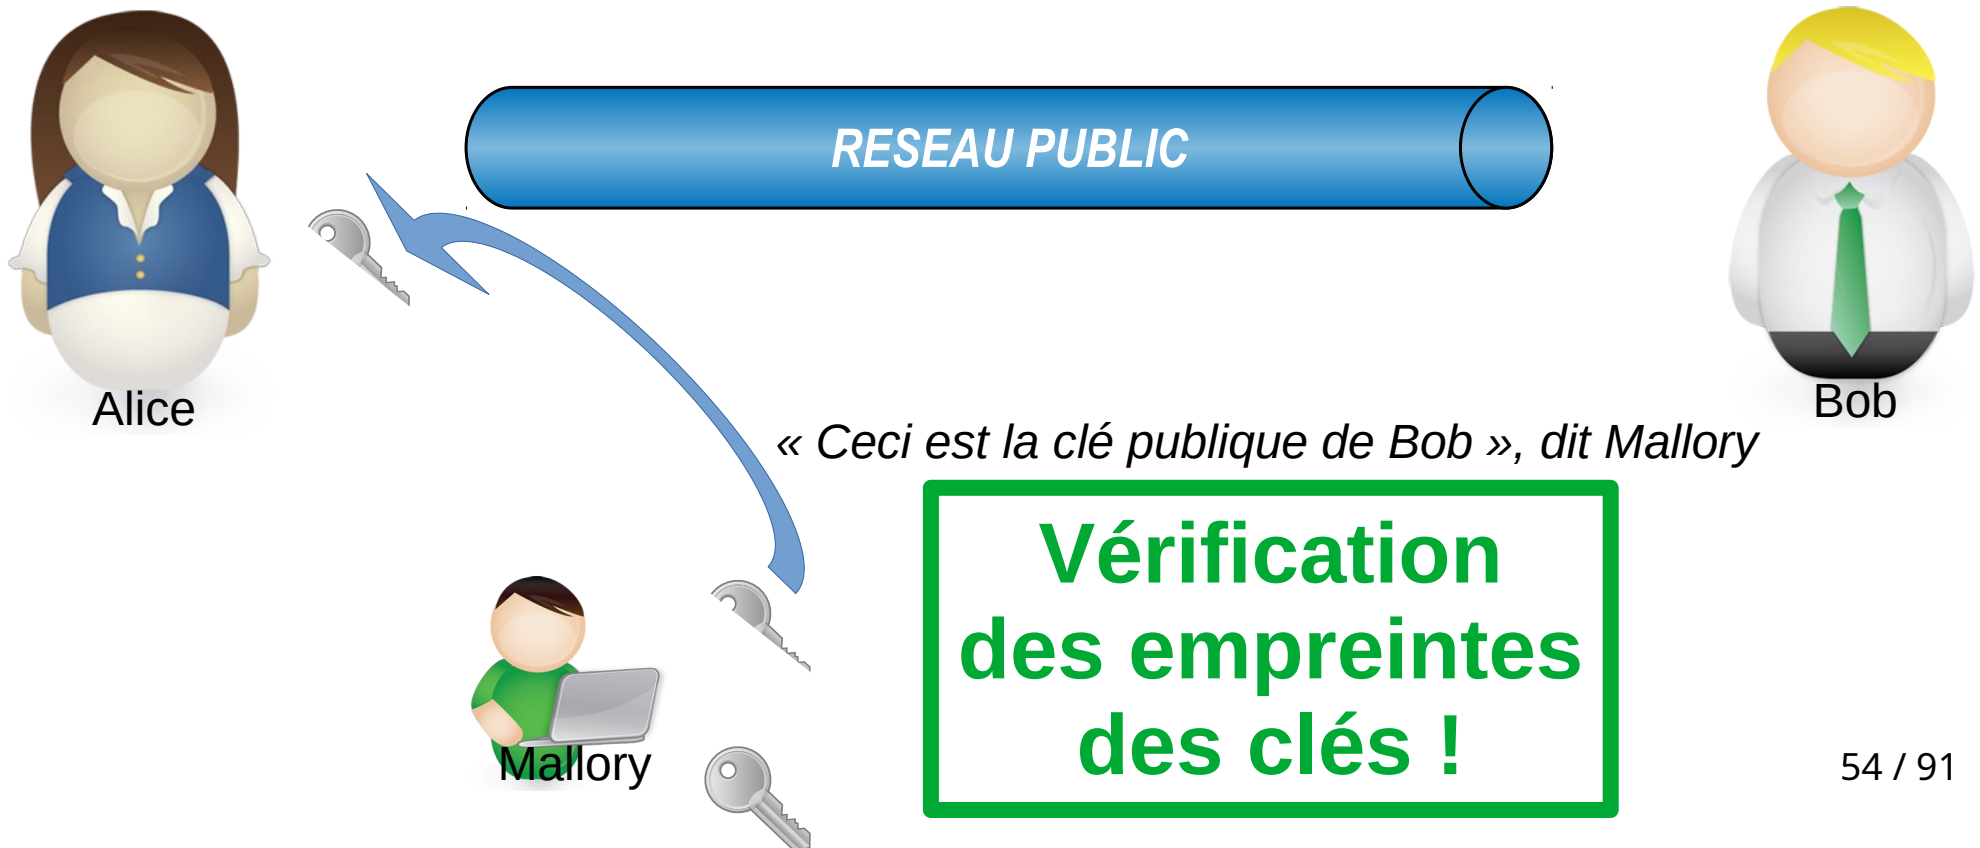 RESEAU PUBLIC
Alice
Bob
« Ceci est la clé publique de Bob », dit Mallory
Vérification
des empreintes
des clés !
Mallory
54 / 91